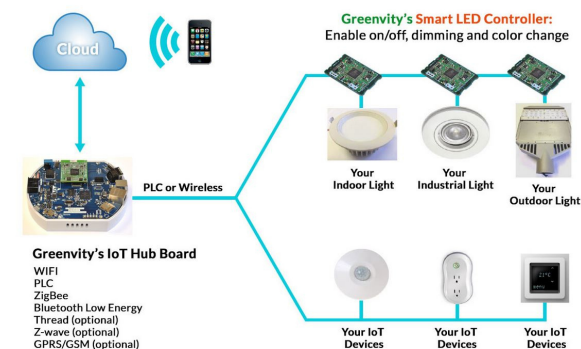 Greenvity's Smart LED Controller:
Enable on/off, dimming and color change
Cloud
PLC or Wireless
Your
Indoor Light
Your
Industrial Light
Your
Outdoor Light
Greenvity's IoT Hub Board
WIFI
PLC
ZigBee
Bluetooth Low Energy
Thread (optional)
Z-wave (optional)
GPRS/GSM (optional)
Your IoT
Devices
Your IoT
Devices
Your IoT
Devices